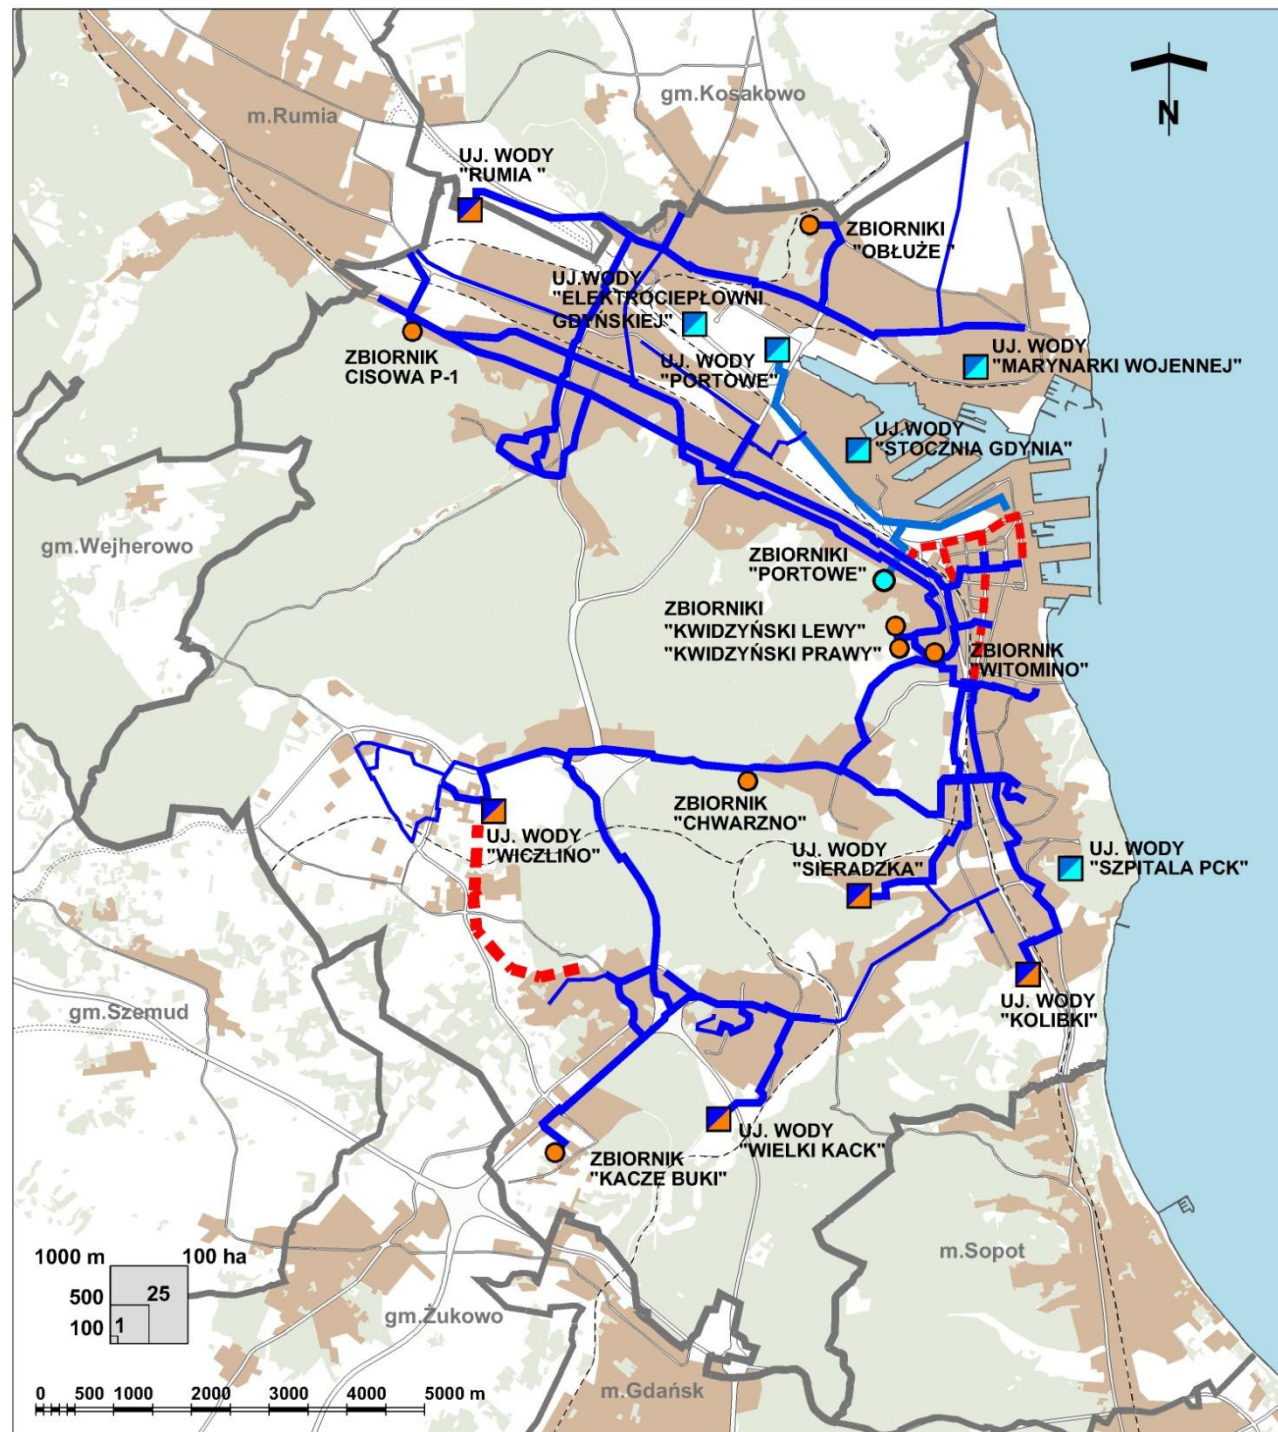 gm.Kosakowo
m.Rumia
N
UJ. WODY
"RUMIA "
ZBIORNIKI
"OBŁUŻE "
UJ.WODY
"ELEKTROCIEPŁOWNI
GDYŃSKIEJ"
UJ. WODY
"PORTOWE"
UJ. WODY
"MARYNARKI WOJENNEJ"
ZBIORNIK
CISOWA P-1
UJ.WODY
"STOCZNIA GDYNIA"
gm.Wejherowo
ZBIORNIKI
"PORTOWE"
ZBIORNIKI
"KWIDZYŃSKI LEWY"
"KWIDZYŃSKI PRAWY"
ZBIORNIK
"WITOMINO"
ZBIORNIK
"CHWARZNO"
UJ. WODY
"WICZLINO"
UJ. WODY
"SIERADZKA"
UJ. WODY
"SZPITALA PCK"
gm.Szemud
UJ. WODY
"KOLIBKI"
UJ. WODY
"WIELKI KACK"
ZBIORNIK
"KACZE BUKI"
m.Sopot
1000 m 100 ha
500 25
100 1
gm.Żukowo
m.Gdańsk
0 500 1000 2000 3000 4000 5000 m